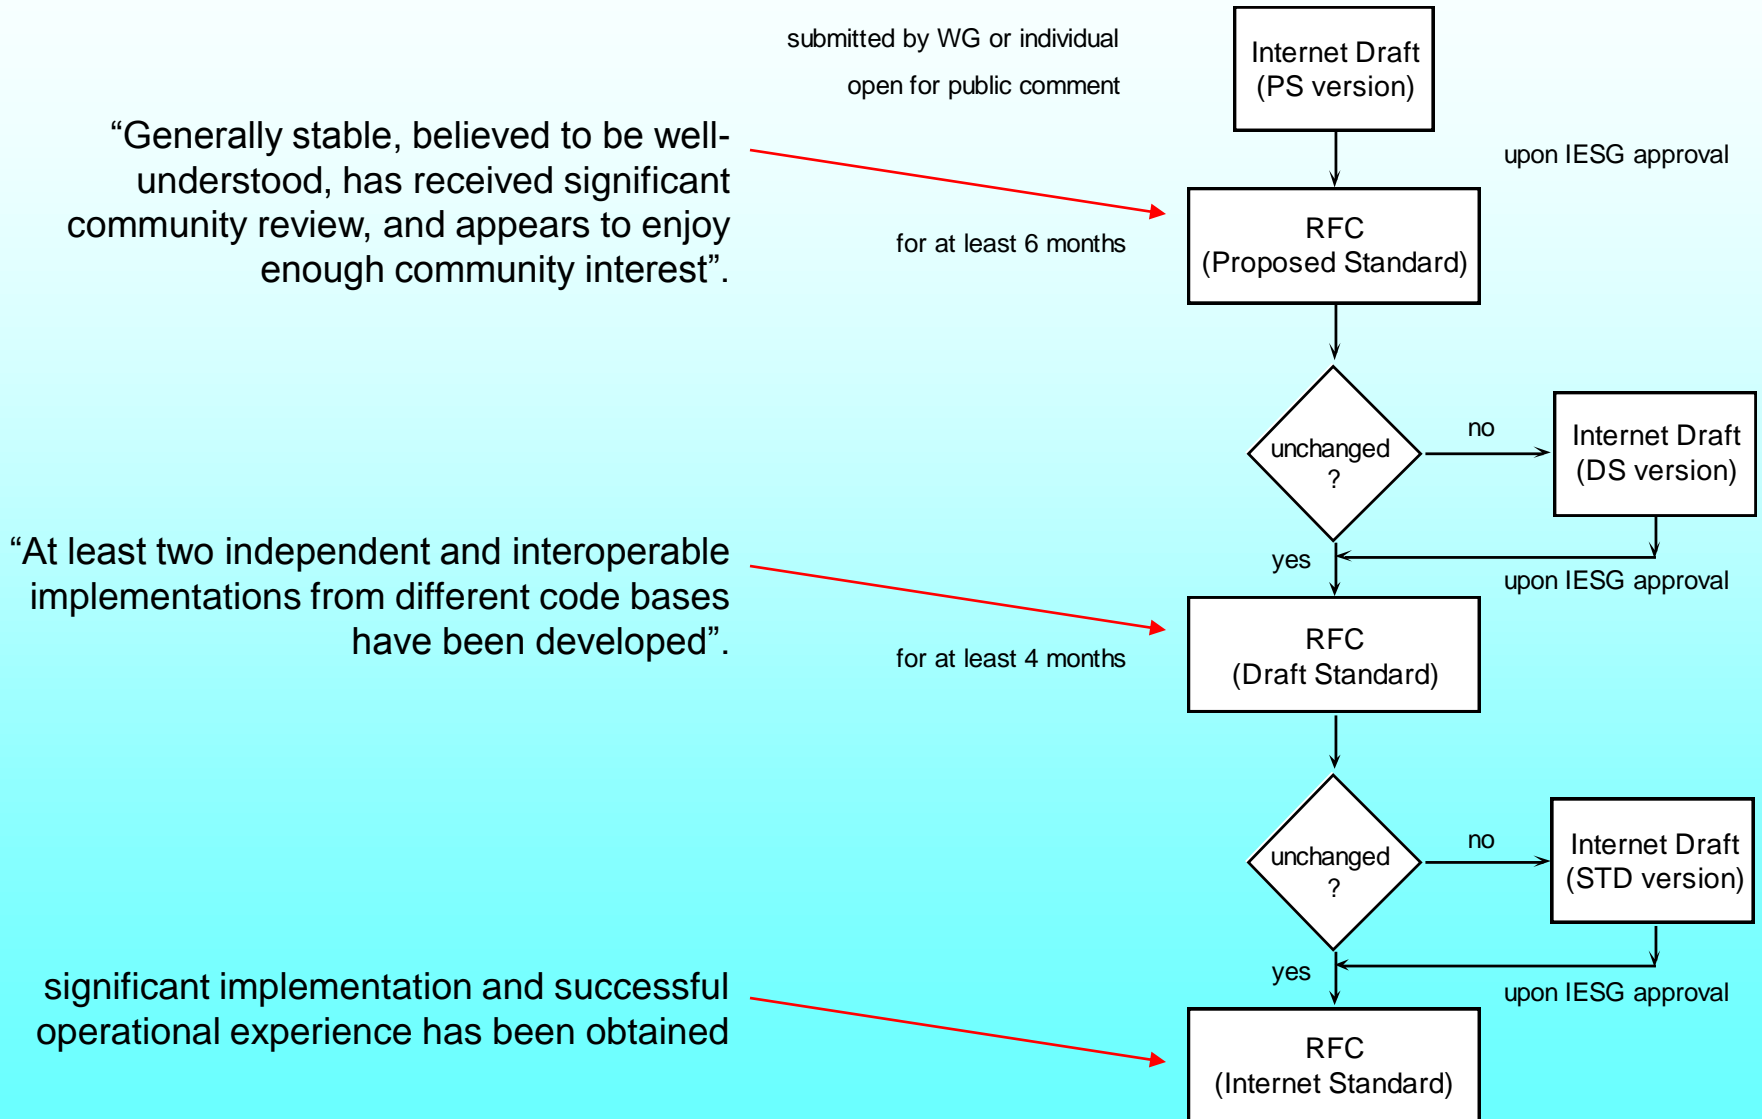 submitted by WG or individual
open for public comment
Internet Draft
(PS version)
“Generally stable, believed to be well-
understood, has received significant
community review, and appears to enjoy
enough community interest”.
upon IESG approval
for at least 6 months
RFC
(Proposed Standard)
unchanged
?
no
Internet Draft
(DS version)
“At least two independent and interoperable
implementations from different code bases
have been developed”.
yes
upon IESG approval
for at least 4 months
RFC
(Draft Standard)
unchanged
?
no
Internet Draft
(STD version)
significant implementation and successful
operational experience has been obtained
yes
upon IESG approval
RFC
(Internet Standard)